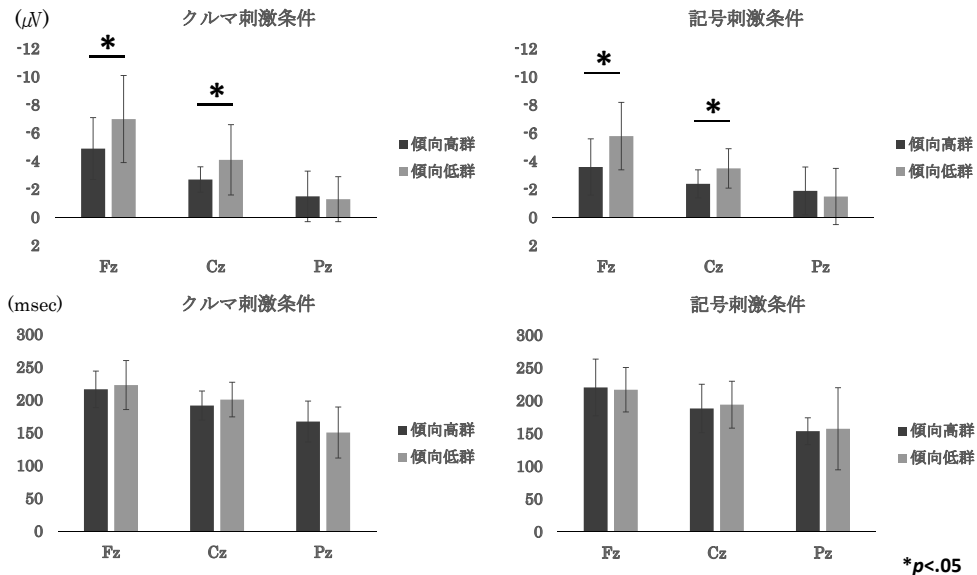 (μV)
クルマ刺激条件
-12
-10
-8
-6
-4
-2
0
2
*
*
Fz
Cz
Pz
傾向高群
傾向低群
記号刺激条件
-12
-10
-8
-6
-4
-2
0
2
*
*
Fz
Cz
Pz
傾向高群
傾向低群
(msec)
クルマ刺激条件
300
250
200
150
100
50
0
Fz
Cz
Pz
傾向高群
傾向低群
記号刺激条件
300
250
200
150
100
50
0
Fz
Cz
Pz
傾向高群
傾向低群
*p<.05